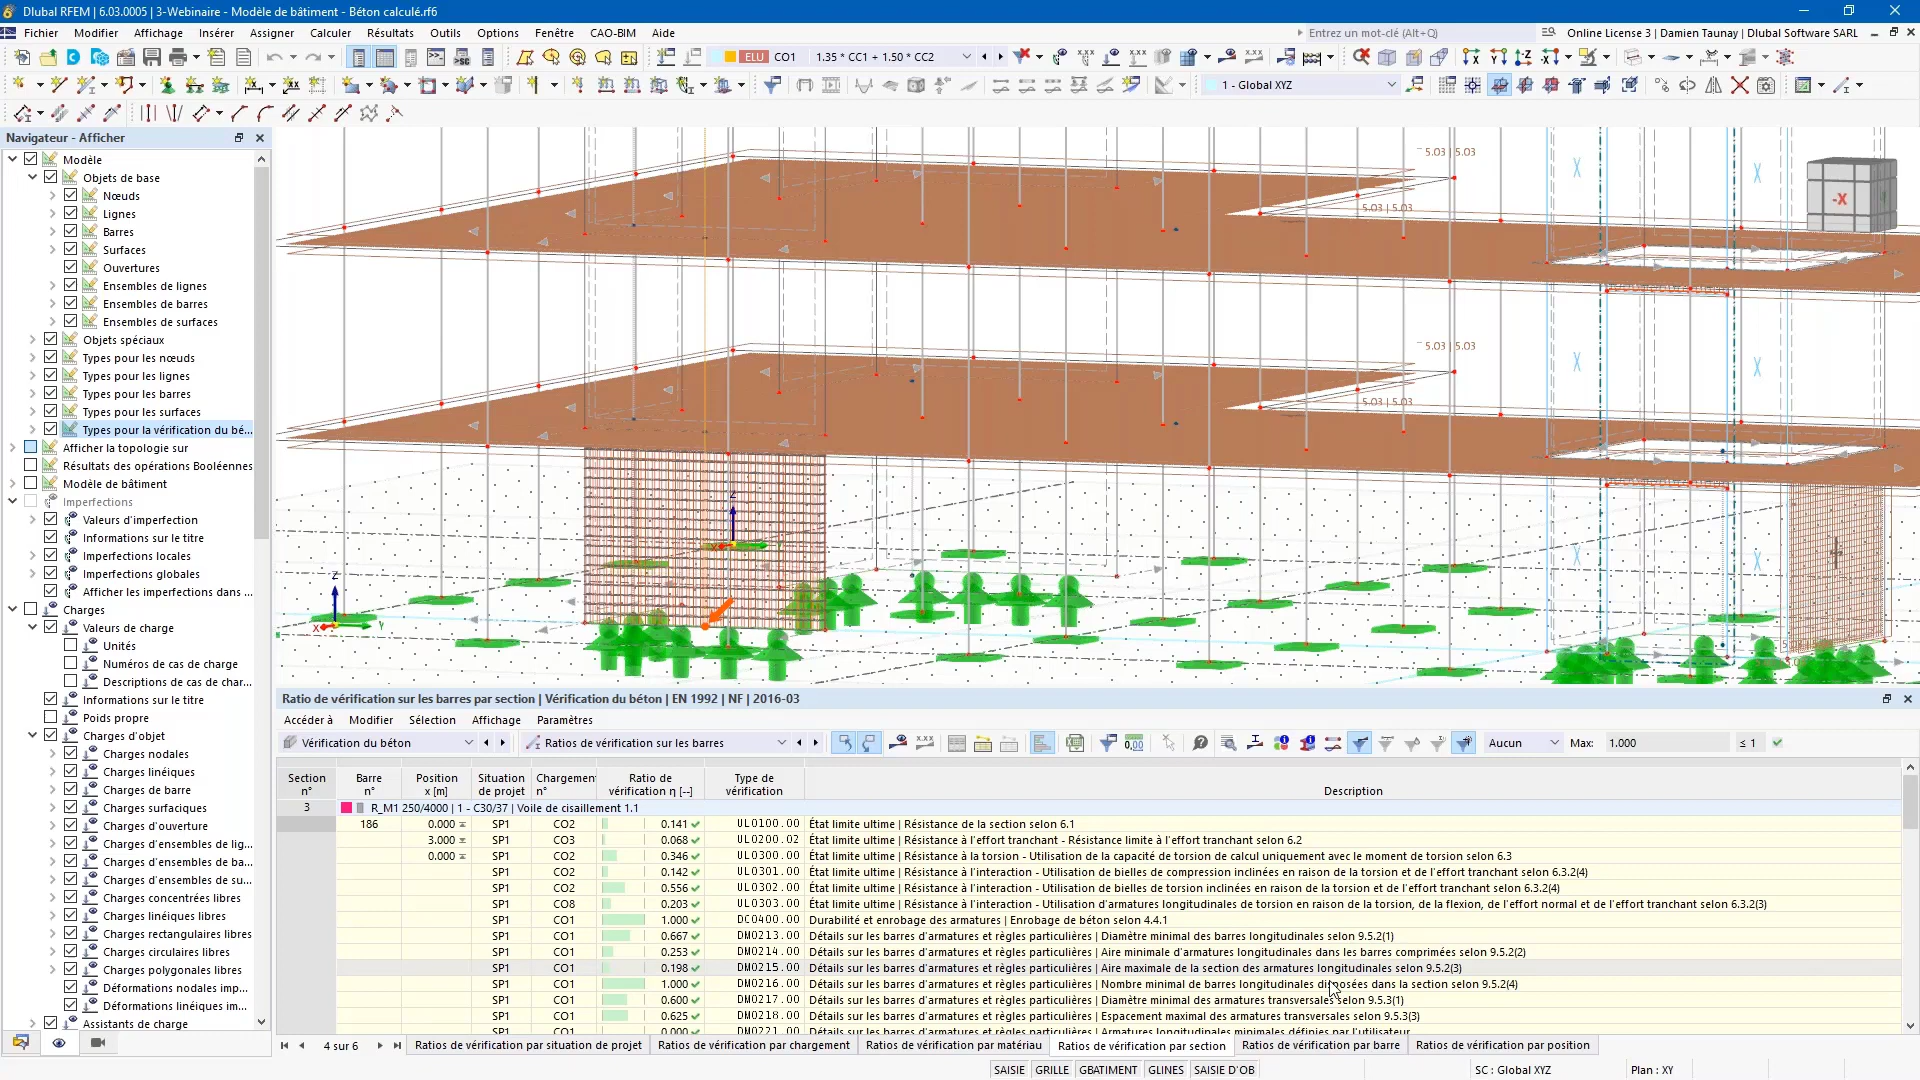 Dlubal RFEM | 6.03.0005 | 3-Webinaire - Modèle de bâtiment - Béton calculé.rf6
Fichier Modifier Affichage Insérer Assigner Calculer Résultats Outils Options Fenêtre CAO-BIM Aide
Entrez un mot-clé (Alt+Q)
Online License 3 | Damien Taunay | Dlubal Software SARL
ELU CO1 1.35 * CC1 + 1.50 * CC2
1 - Global XYZ
Navigateur - Afficher
Modèle
Objets de base
Nœuds
Lignes
Barres
Surfaces
Ouvertures
Ensembles de lignes
Ensembles de barres
Ensembles de surfaces
Objets spéciaux
Types pour les nœuds
Types pour les lignes
Types pour les barres
Types pour les surfaces
Types pour la vérification du bé...
Afficher la topologie sur
Résultats des opérations Booléennes
Modèle de bâtiment
Imperfections
Valeurs d'imperfection
Informations sur le titre
Imperfections locales
Imperfections globales
Afficher les imperfections dans ...
Charges
Valeurs de charge
Unités
Numéros de cas de charge
Descriptions de cas de char...
Informations sur le titre
Poids propre
Charges d'objet
Charges nodales
Charges linéiques
Charges de barre
Charges surfaciques
Charges d'ouverture
Charges d'ensembles de lig...
Charges d'ensembles de ba...
Charges d'ensembles de su...
Charges concentrées libres
Charges linéiques libres
Charges rectangulaires libres
Charges circulaires libres
Charges polygonales libres
Déformations nodales imp...
Déformations linéiques im...
Assistants de charge
5.03 | 5.03
5.03 | 5.03
5.03 | 5.03
5.03 | 5.03
-X
Z
X
Y
Z
Ratio de vérification sur les barres par section | Vérification du béton | EN 1992 | NF | 2016-03
Accéder à Modifier Sélection Affichage Paramètres
Vérification du béton
Ratios de vérification sur les barres
Aucun
Max: 1.000 ≤ 1
Section n° Barre n° Position x [m] Situation de projet Chargement n° Ratio de vérification η [--] Type de vérification Description
3 R_M1 250/4000 | 1 - C30/37 | Voile de cisaillement 1.1
186 0.000 SP1 CO2 0.141 UL0100.00 État limite ultime | Résistance de la section selon 6.1
3.000 SP1 CO3 0.068 UL0200.02 État limite ultime | Résistance à l'effort tranchant - Résistance limite à l'effort tranchant selon 6.2
0.000 SP1 CO2 0.346 UL0300.00 État limite ultime | Résistance à la torsion - Utilisation de la capacité de torsion de calcul uniquement avec le moment de torsion selon 6.3
SP1 CO2 0.142 UL0301.00 État limite ultime | Résistance à l'interaction - Utilisation de bielles de compression inclinées en raison de la torsion et de l'effort tranchant selon 6.3.2(4)
SP1 CO2 0.556 UL0302.00 État limite ultime | Résistance à l'interaction - Utilisation de bielles de torsion inclinées en raison de la torsion et de l'effort tranchant selon 6.3.2(4)
SP1 CO8 0.203 UL0303.00 État limite ultime | Résistance à l'interaction - Utilisation d'armatures longitudinales de torsion en raison de la torsion, de la flexion, de l'effort normal et de l'effort tranchant selon 6.3.2(3)
SP1 CO1 1.000 DC0400.00 Durabilité et enrobage des armatures | Enrobage de béton selon 4.4.1
SP1 CO1 0.667 DM0213.00 Détails sur les barres d'armatures et règles particulières | Diamètre minimal des barres longitudinales selon 9.5.2(1)
SP1 CO1 0.253 DM0214.00 Détails sur les barres d'armatures et règles particulières | Aire minimale d'armatures longitudinales dans les barres comprimées selon 9.5.2(2)
SP1 CO1 0.198 DM0215.00 Détails sur les barres d'armatures et règles particulières | Aire maximale de la section des armatures longitudinales selon 9.5.2(3)
SP1 CO1 1.000 DM0216.00 Détails sur les barres d'armatures et règles particulières | Nombre minimal de barres longitudinales disposées dans la section selon 9.5.2(4)
SP1 CO1 0.600 DM0217.00 Détails sur les barres d'armatures et règles particulières | Diamètre minimal des armatures transversales selon 9.5.3(1)
SP1 CO1 0.625 DM0218.00 Détails sur les barres d'armatures et règles particulières | Espacement maximal des armatures transversales selon 9.5.3(3)
SP1 CO1 0.000 DM0221.00 Détails sur les barres d'armatures et règles particulières | Armatures longitudinales minimales définies par l'utilisateur
4 sur 6
Ratios de vérification par situation de projet
Ratios de vérification par chargement
Ratios de vérification par matériau
Ratios de vérification par section
Ratios de vérification par barre
Ratios de vérification par position
SAISIE GRILLE GBATIMENT GLINES SAISIE D'OB
SC : Global XYZ
Plan : XY